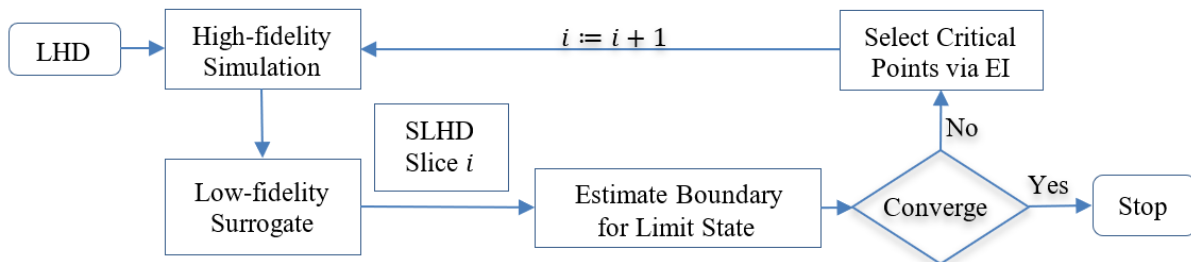 LHD
High-fidelity
Simulation
i ≔ i + 1
Select Critical
Points via EI
SLHD
Slice i
No
Low-fidelity
Surrogate
Estimate Boundary
for Limit State
Converge
Yes
Stop